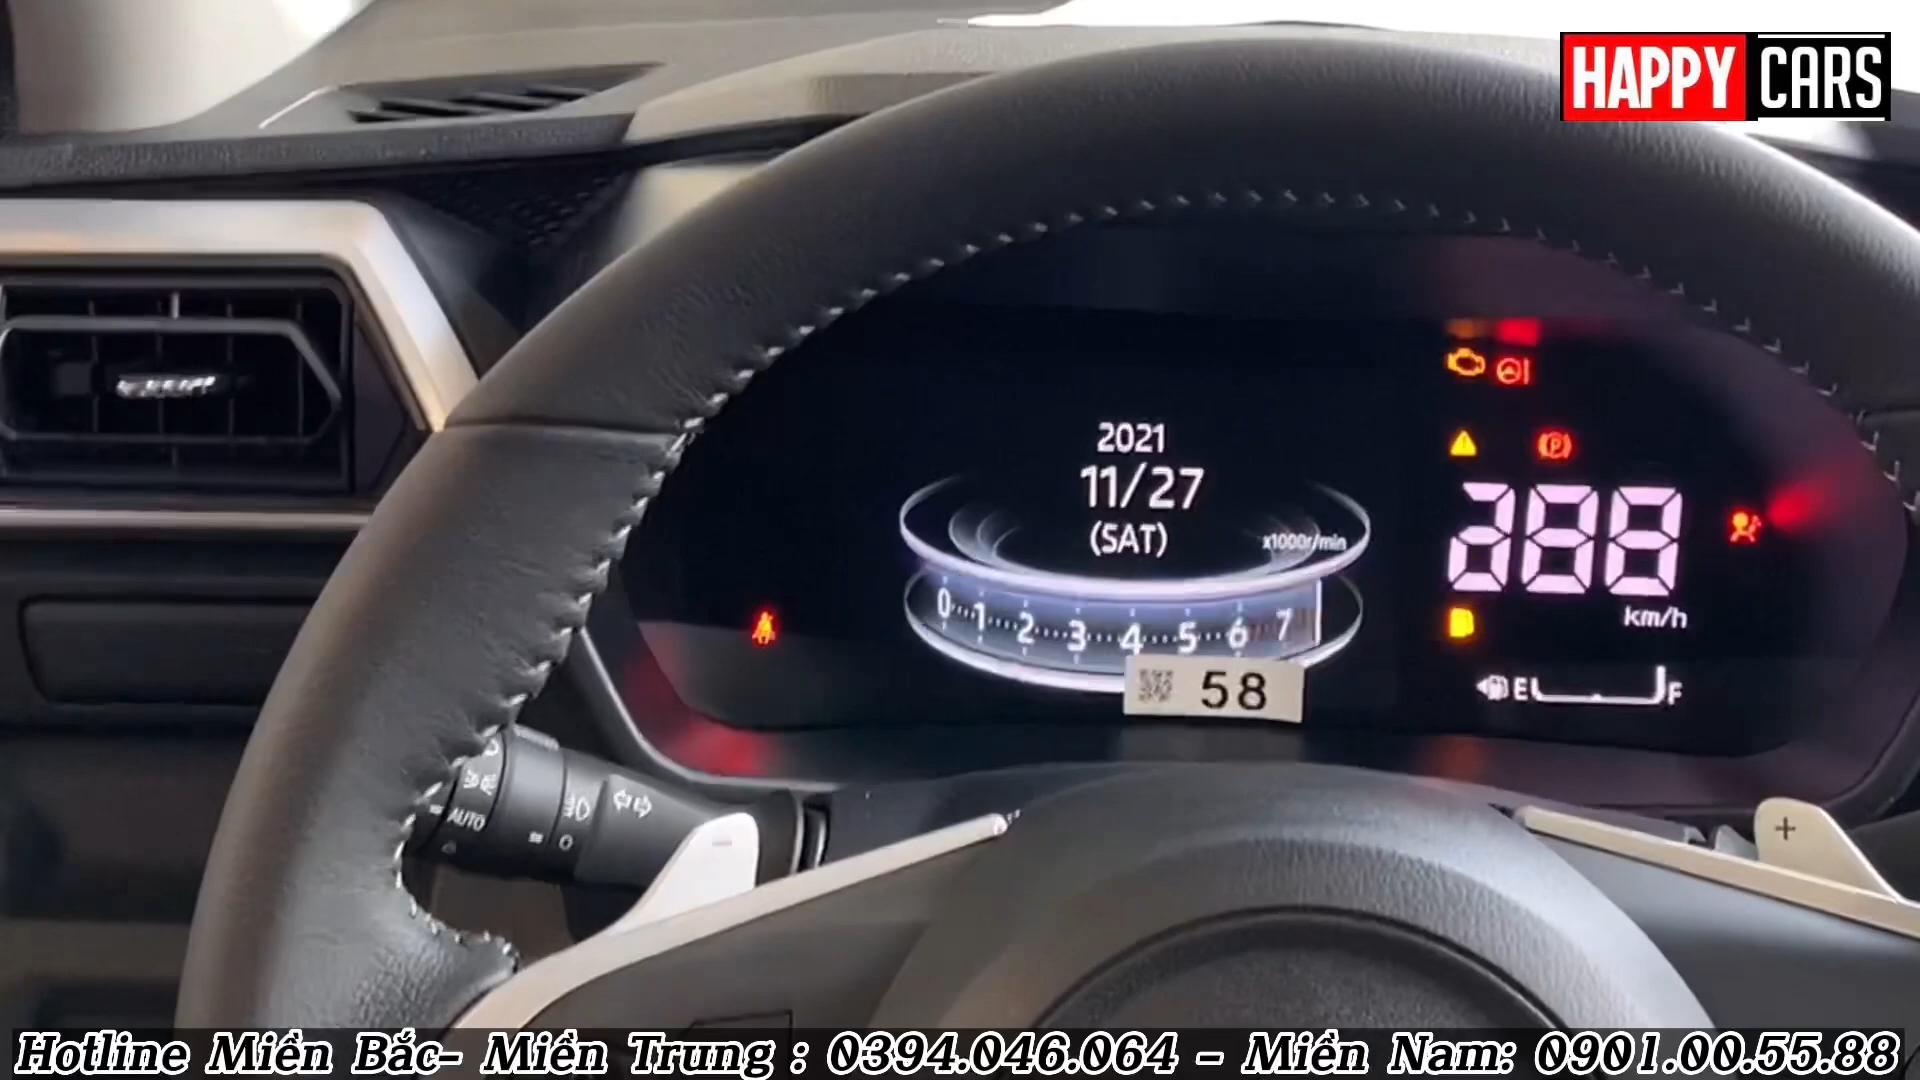 HAPPY CARS
2021
11/27
(SAT)
x1000r/min
0 1 2 3 4 5 6 7
km/h
E F
58
AUTO
O
+
Hotline Miền Bắc- Miền Trung : 0394.046.064 - Miền Nam: 0901.00.55.88